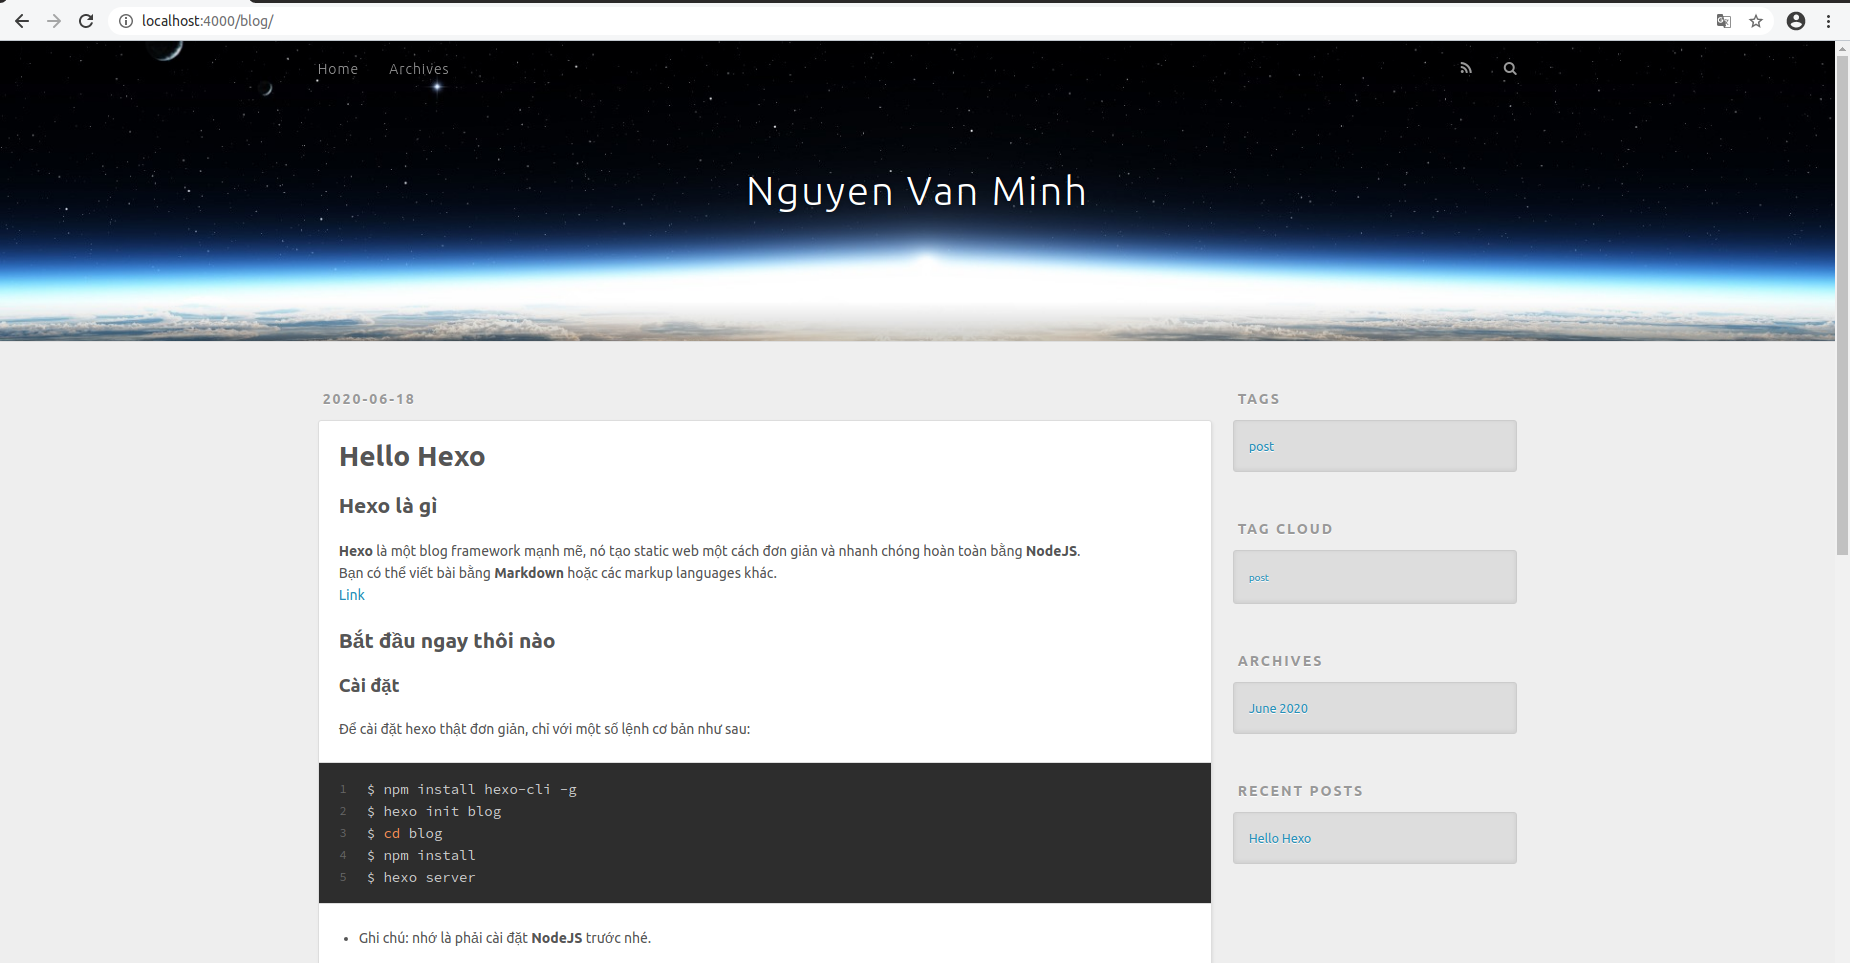 localhost:4000/blog/
Home Archives
Nguyen Van Minh
2020-06-18
Hello Hexo
Hexo là gì
Hexo là một blog framework mạnh mẽ, nó tạo static web một cách đơn giản và nhanh chóng hoàn toàn bằng NodeJS.
Bạn có thể viết bài bằng Markdown hoặc các markup languages khác.
Link
Bắt đầu ngay thôi nào
Cài đặt
Để cài đặt hexo thật đơn giản, chỉ với một số lệnh cơ bản như sau:
1 $ npm install hexo-cli -g
2 $ hexo init blog
3 $ cd blog
4 $ npm install
5 $ hexo server
• Ghi chú: nhớ là phải cài đặt NodeJS trước nhé.
TAGS
post
TAG CLOUD
post
ARCHIVES
June 2020
RECENT POSTS
Hello Hexo